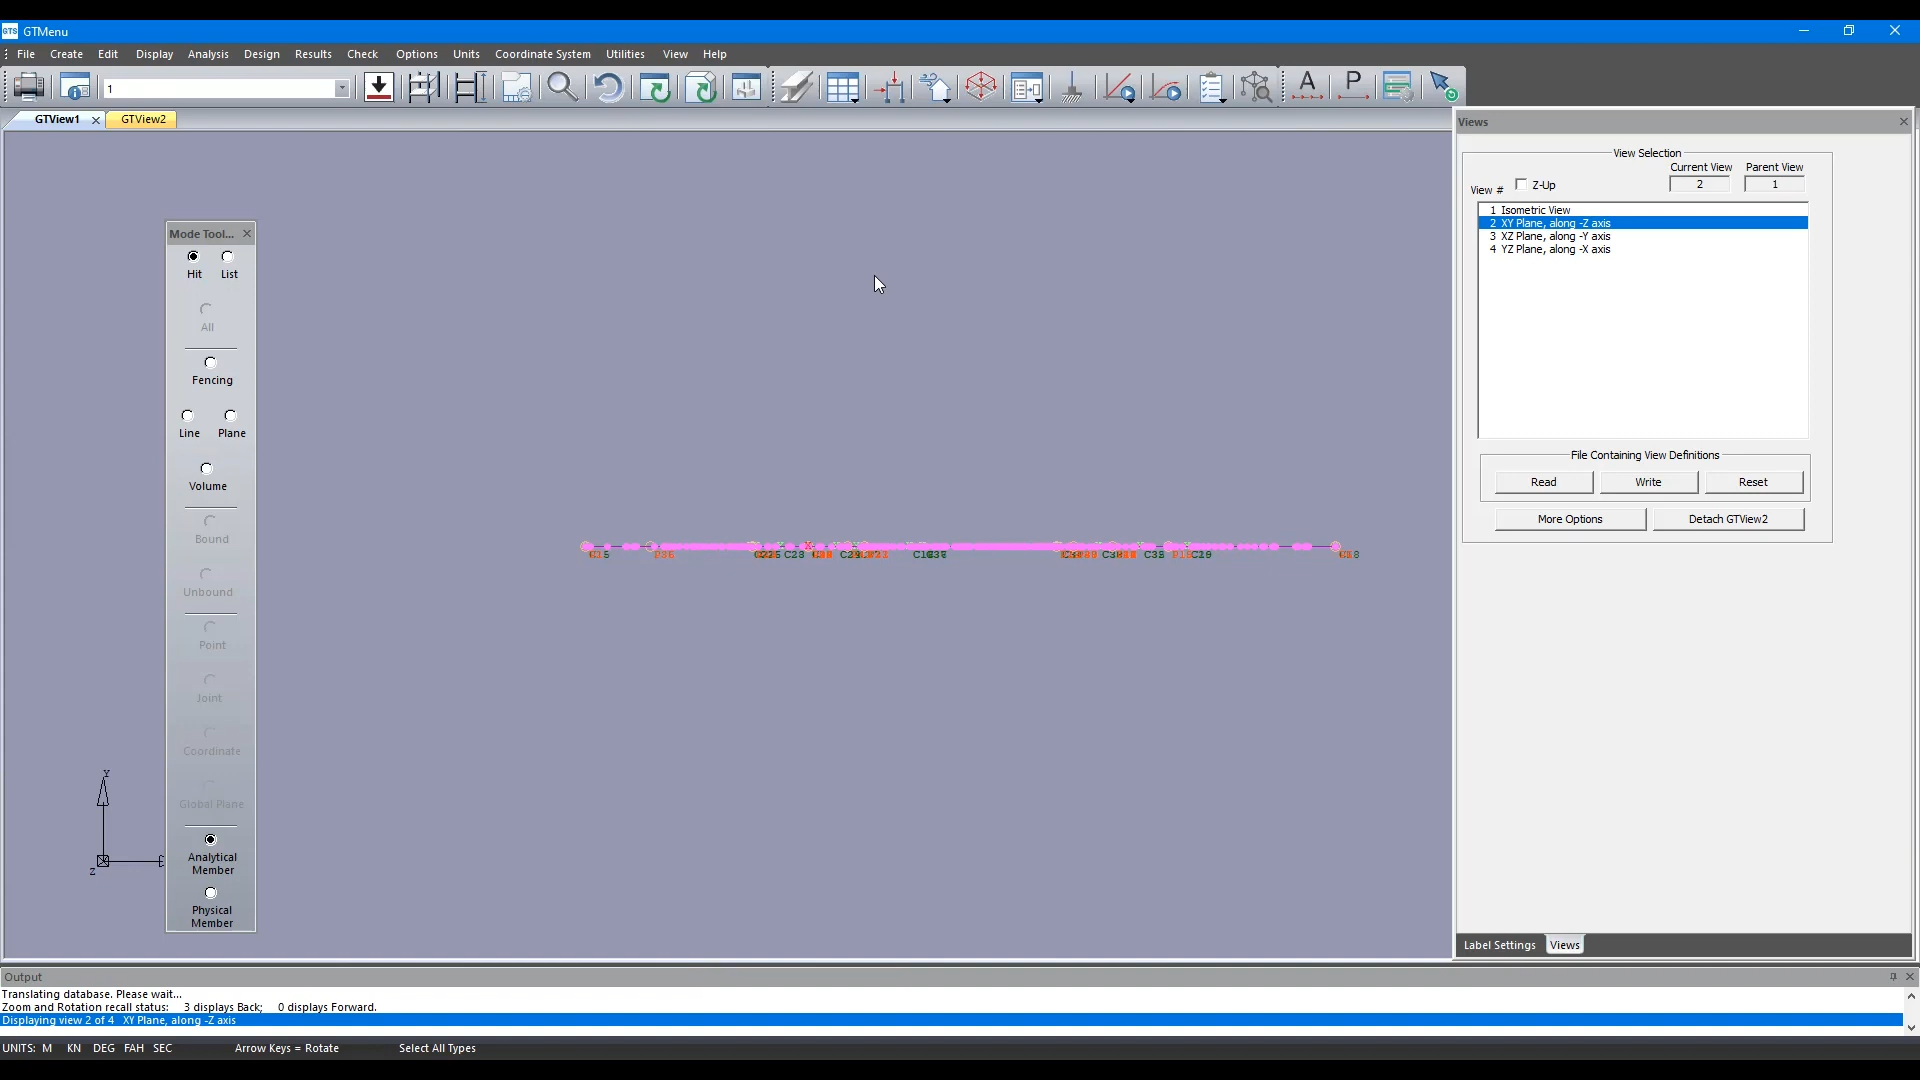 GTS GTMenu
File Create Edit Display Analysis Design Results Check Options Units Coordinate System Utilities View Help
1
A P
GTView1 GTView2
Views
View Selection
Current View Parent View
View # Z-Up 2 1
1 Isometric View
2 XY Plane, along -Z axis
3 XZ Plane, along -Y axis
4 YZ Plane, along -X axis
File Containing View Definitions
Read Write Reset
More Options Detach GTView2
Label Settings Views
Mode Tool...
Hit List
All
Fencing
Line Plane
Volume
Bound
Unbound
Point
Joint
Coordinate
Global Plane
Analytical
Member
Physical
Member
C23
Y
Z
Output
Translating database. Please wait...
Zoom and Rotation recall status: 3 displays Back; 0 displays Forward.
Displaying view 2 of 4 XY Plane, along -Z axis
UNITS: M KN DEG FAH SEC Arrow Keys = Rotate Select All Types